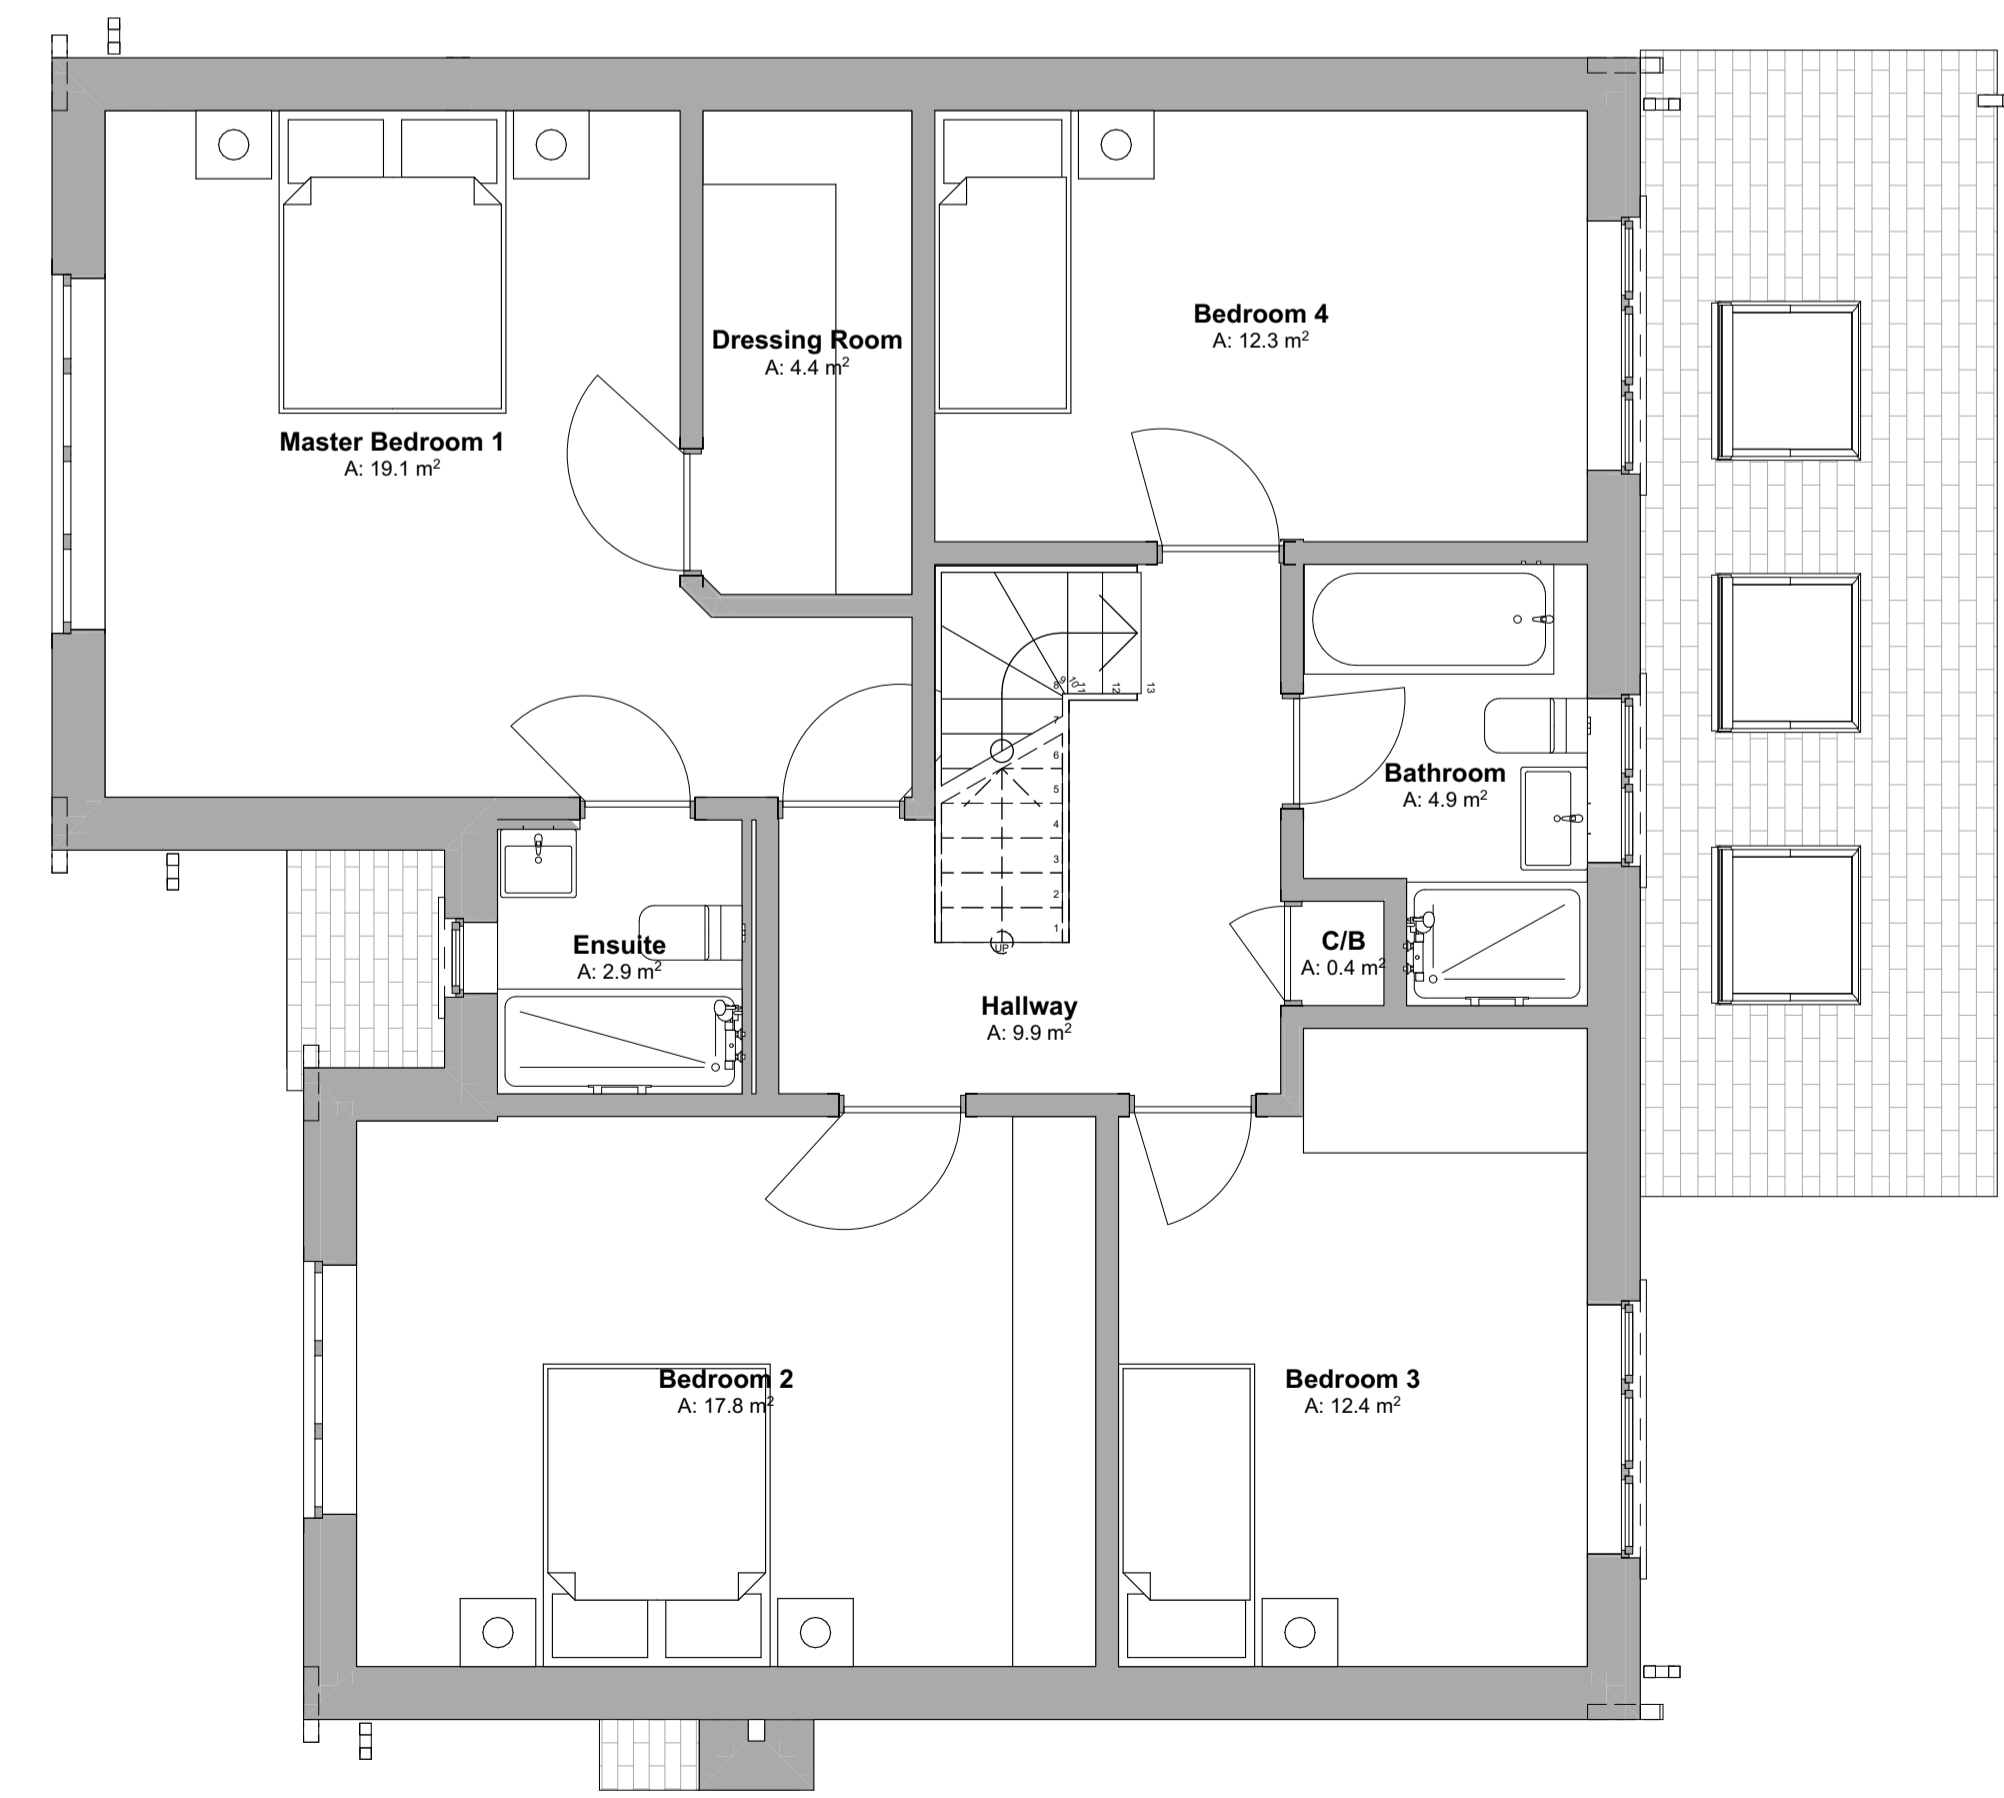 Bedroom 4
A: 12.3 m²
Dressing Room
A: 4.4 m²
Master Bedroom 1
A: 19.1 m²
8
9
10
11
12
13
7
6
5
4
3
2
1
UP
Bathroom
A: 4.9 m²
Ensuite
A: 2.9 m²
C/B
A: 0.4 m²
Hallway
A: 9.9 m²
Bedroom 2
A: 17.8 m²
Bedroom 3
A: 12.4 m²